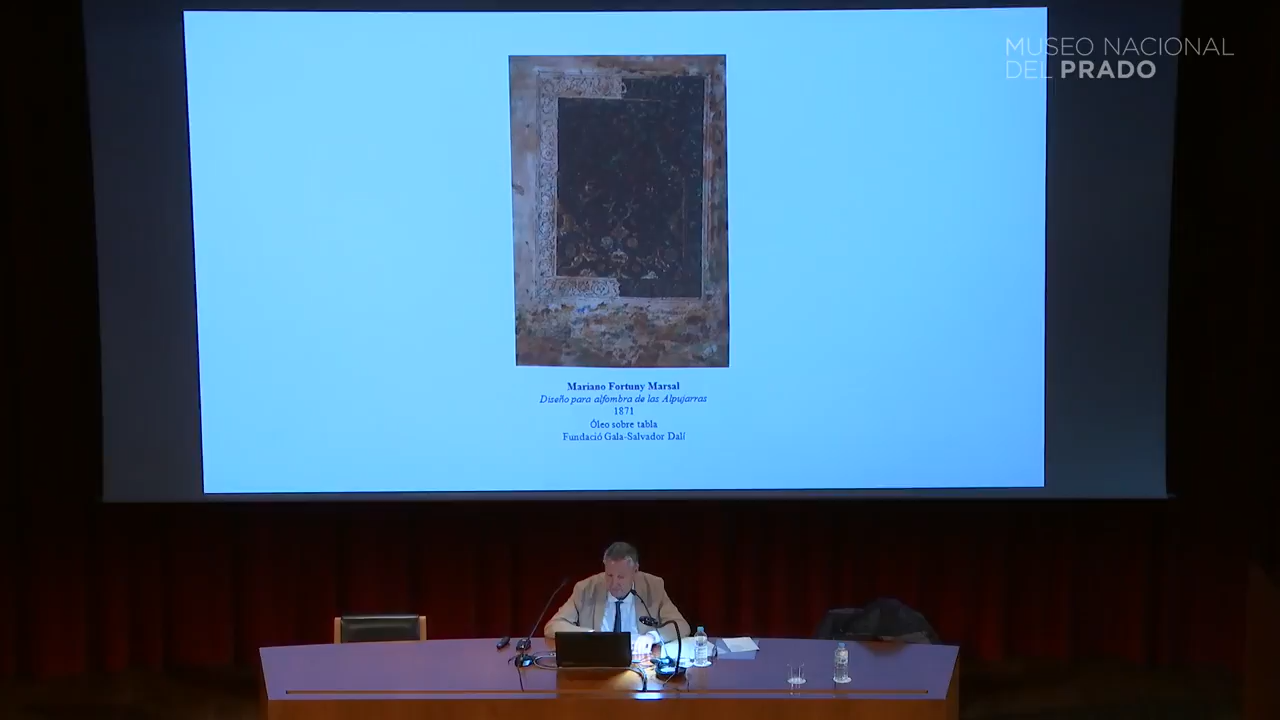 MUSEO NACIONAL
DEL PRADO
Mariano Fortuny Marsal
Diseño para alfombra de las Alpujarras
1871
Óleo sobre tabla
Fundació Gala-Salvador Dalí